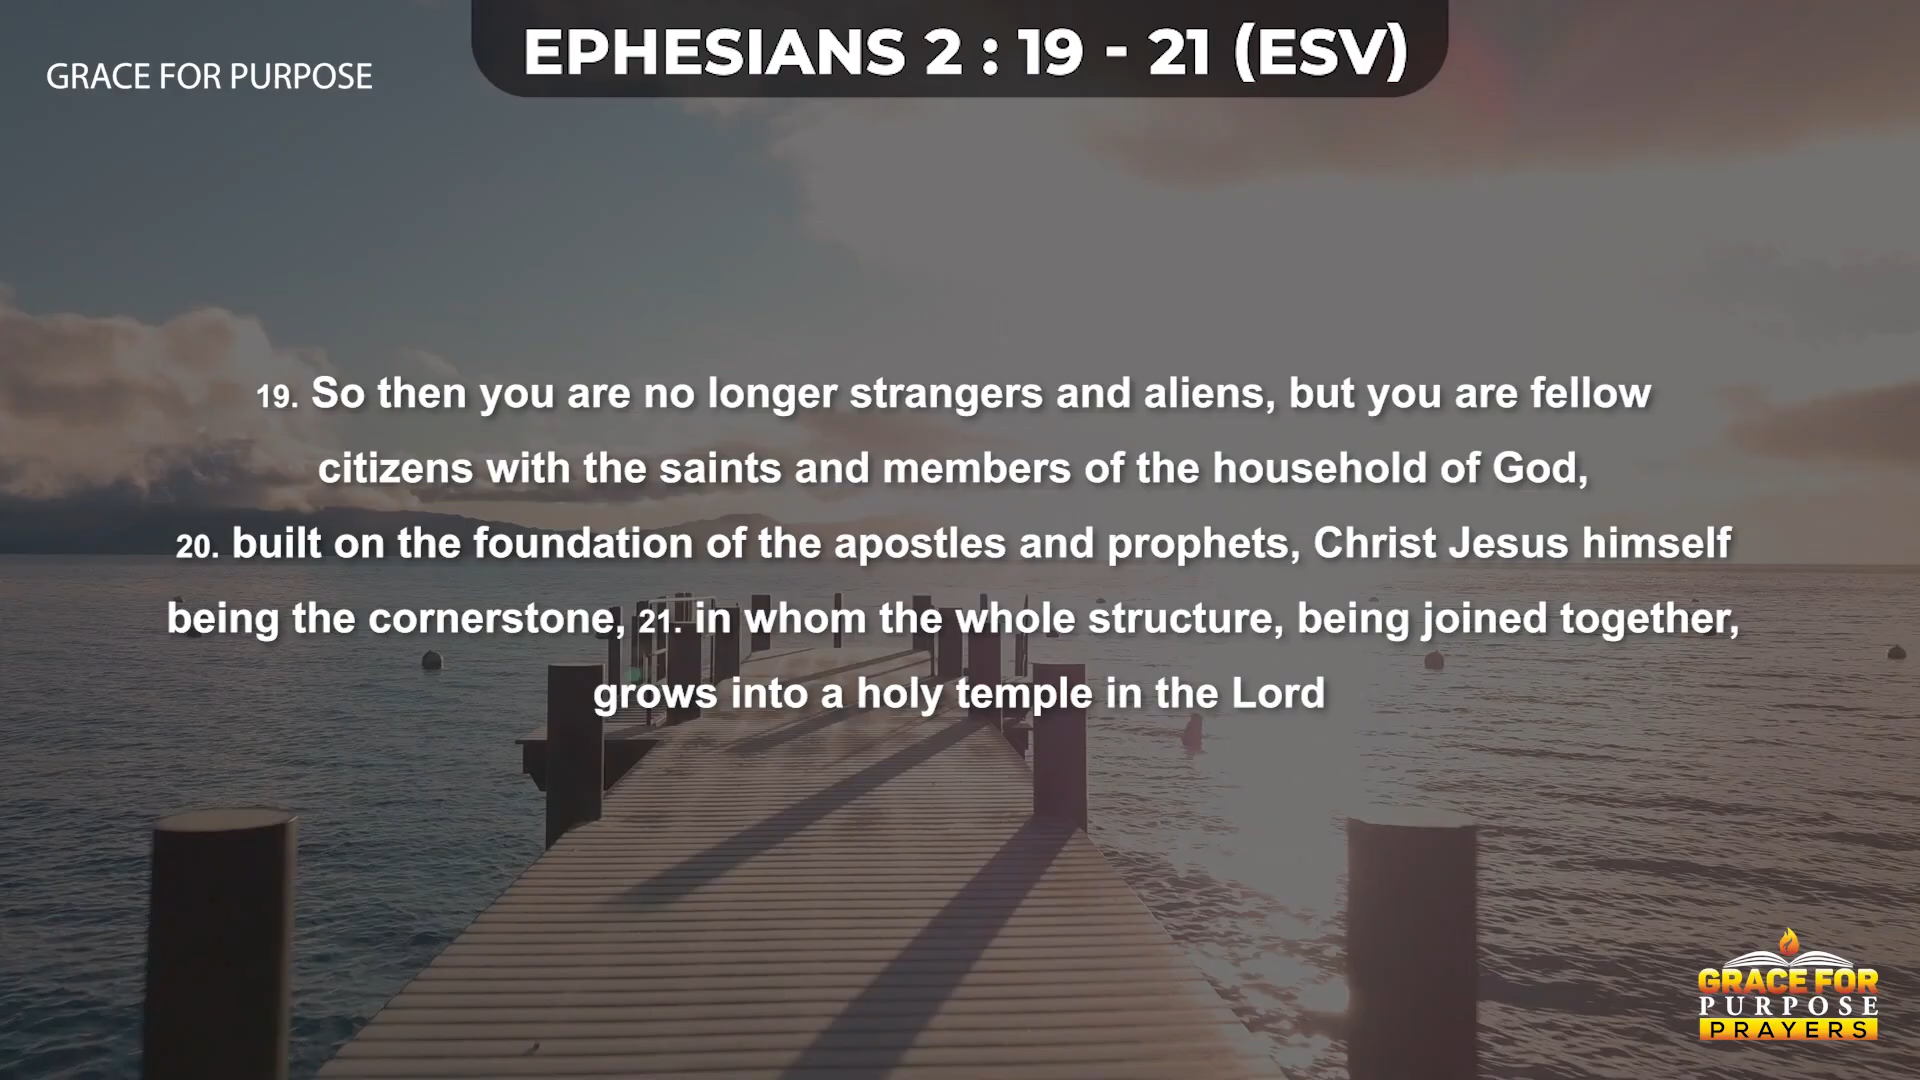 EPHESIANS 2 : 19 - 21 (ESV)
GRACE FOR PURPOSE
19. So then you are no longer strangers and aliens, but you are fellow
citizens with the saints and members of the household of God,
20. built on the foundation of the apostles and prophets, Christ Jesus himself
being the cornerstone, 21. in whom the whole structure, being joined together,
grows into a holy temple in the Lord
GRACE FOR
PURPOSE
PRAYERS